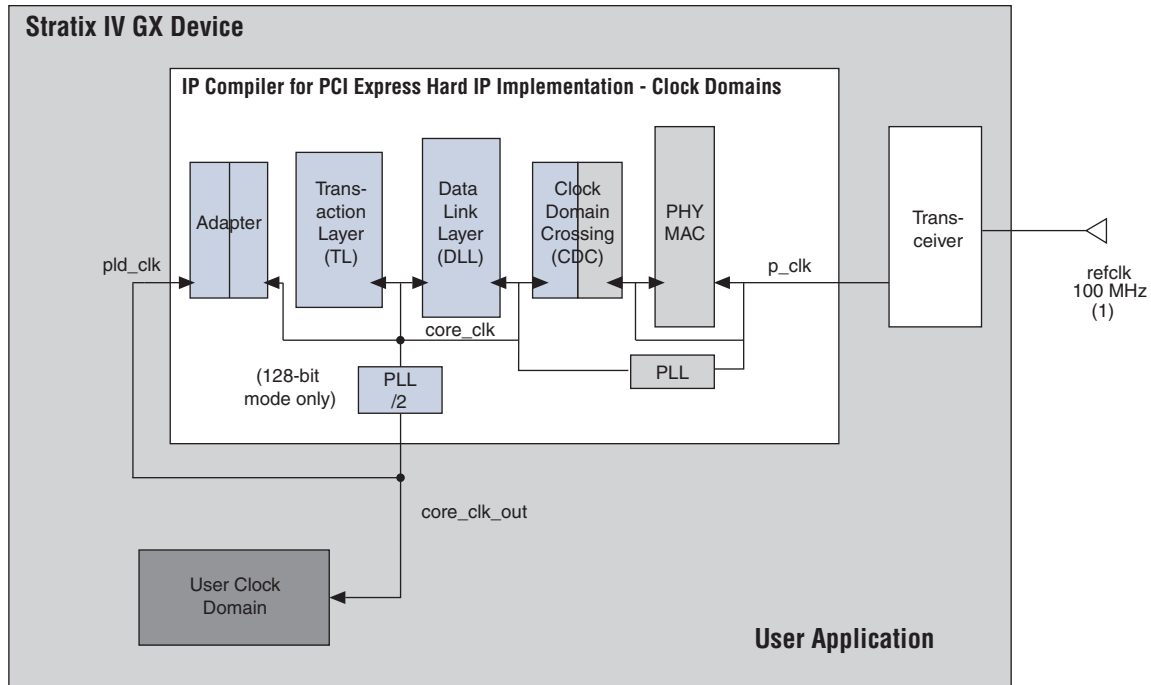 Stratix IV GX Device
IP Compiler for PCI Express Hard IP Implementation - Clock Domains
Adapter
Trans-
action
Layer
(TL)
Data
Link
Layer
(DLL)
Clock
Domain
Crossing
(CDC)
PHY
MAC
Trans-
ceiver
pld_clk
p_clk
refclk
100 MHz
(1)
core_clk
(128-bit
mode only)
PLL
/2
PLL
core_clk_out
User Clock
Domain
User Application